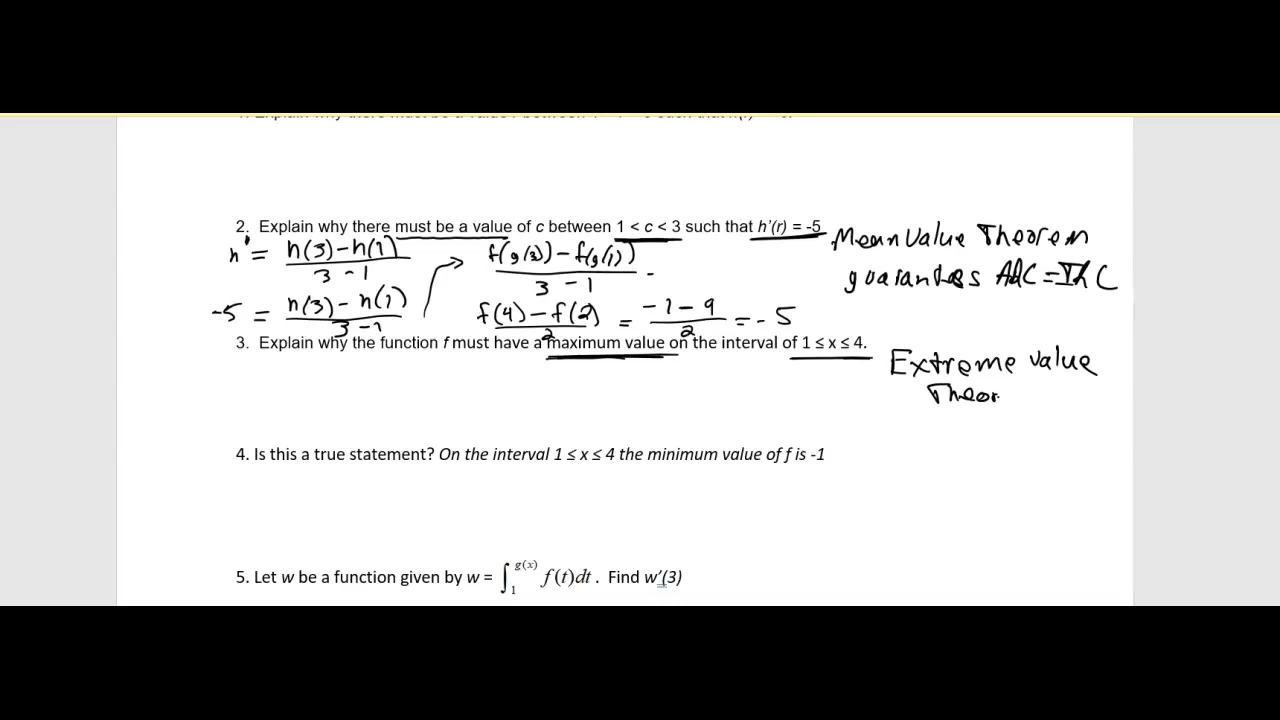 2. Explain why there must be a value of c between 1 < c < 3 such that h'(r) = -5
Mean Value Theorem
guarantees ARC = IRC
h' = h(3) - h(1) / 3 - 1
f(g(3)) - f(g(1)) / 3 - 1 =
-5 = h(3) - h(1) / 3 - 1
f(4) - f(2) / 2 = -1 - 9 / 2 = -5
3. Explain why the function f must have a maximum value on the interval of 1 ≤ x ≤ 4.
Extreme value
Theor
4. Is this a true statement? On the interval 1 ≤ x ≤ 4 the minimum value of f is -1
5. Let w be a function given by w = ∫₁^g(x) f(t)dt. Find w'(3)